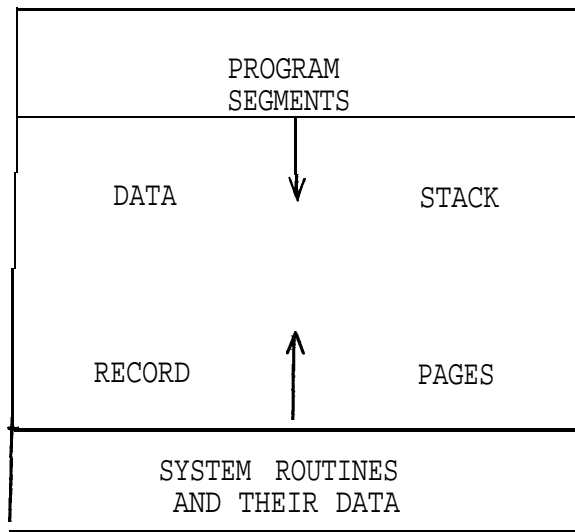 PROGRAM
SEGMENTS
DATA STACK
RECORD PAGES
SYSTEM ROUTINES
AND THEIR DATA